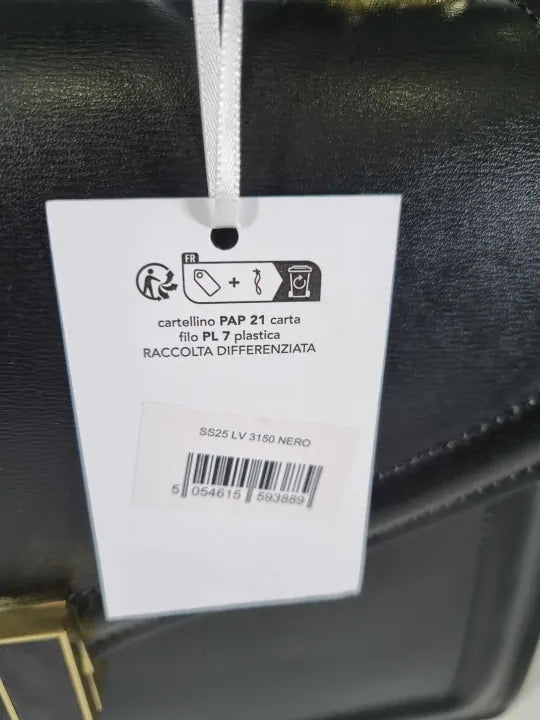 FR
cartellino PAP 21 carta
filo PL 7 plastica
RACCOLTA DIFFERENZIATA
SS25 LV 3150 NERO
5 054615 593889